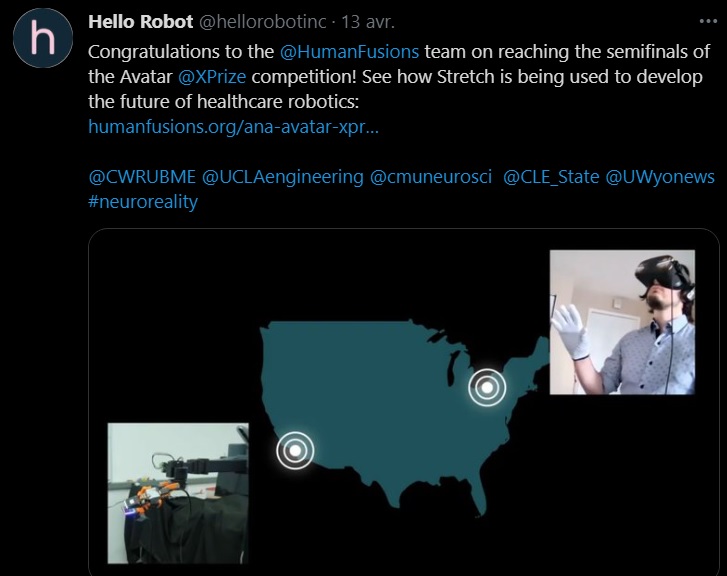 h
Hello Robot @hellorobotinc · 13 avr.
Congratulations to the @HumanFusions team on reaching the semifinals of
the Avatar @XPrize competition! See how Stretch is being used to develop
the future of healthcare robotics:
humanfusions.org/ana-avatar-xpr...
@CWRUBME @UCLAengineering @cmuneurosci @CLE_State @UWyonews
#neuroreality